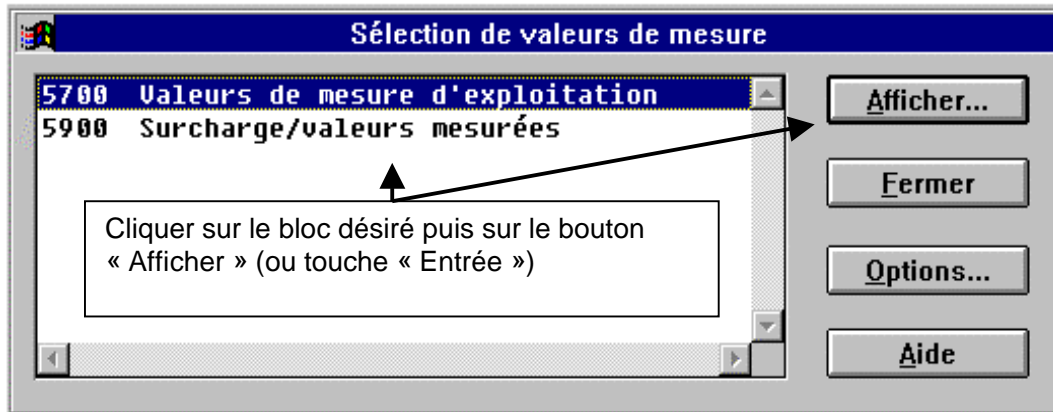 Sélection de valeurs de mesure
5700 Valeurs de mesure d'exploitation
5900 Surcharge/valeurs mesurées
Cliquer sur le bloc désiré puis sur le bouton
« Afficher » (ou touche « Entrée »)
Afficher...
Fermer
Options...
Aide